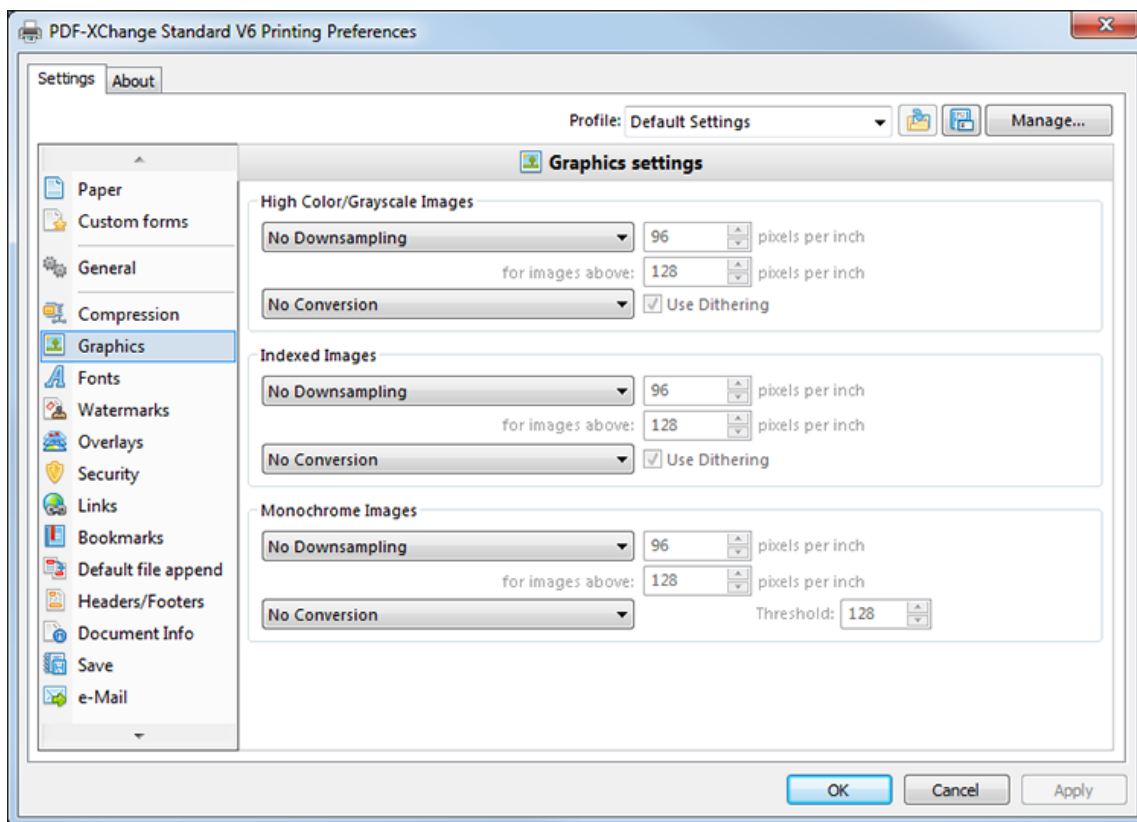 PDF-XChange Standard V6 Printing Preferences
Settings About
Profile: Default Settings Manage...
Paper
Custom forms
General
Compression
Graphics
Fonts
Watermarks
Overlays
Security
Links
Bookmarks
Default file append
Headers/Footers
Document Info
Save
e-Mail
Graphics settings
High Color/Grayscale Images
No Downsampling 96 pixels per inch
for images above: 128 pixels per inch
No Conversion Use Dithering
Indexed Images
No Downsampling 96 pixels per inch
for images above: 128 pixels per inch
No Conversion Use Dithering
Monochrome Images
No Downsampling 96 pixels per inch
for images above: 128 pixels per inch
No Conversion Threshold: 128
OK Cancel Apply